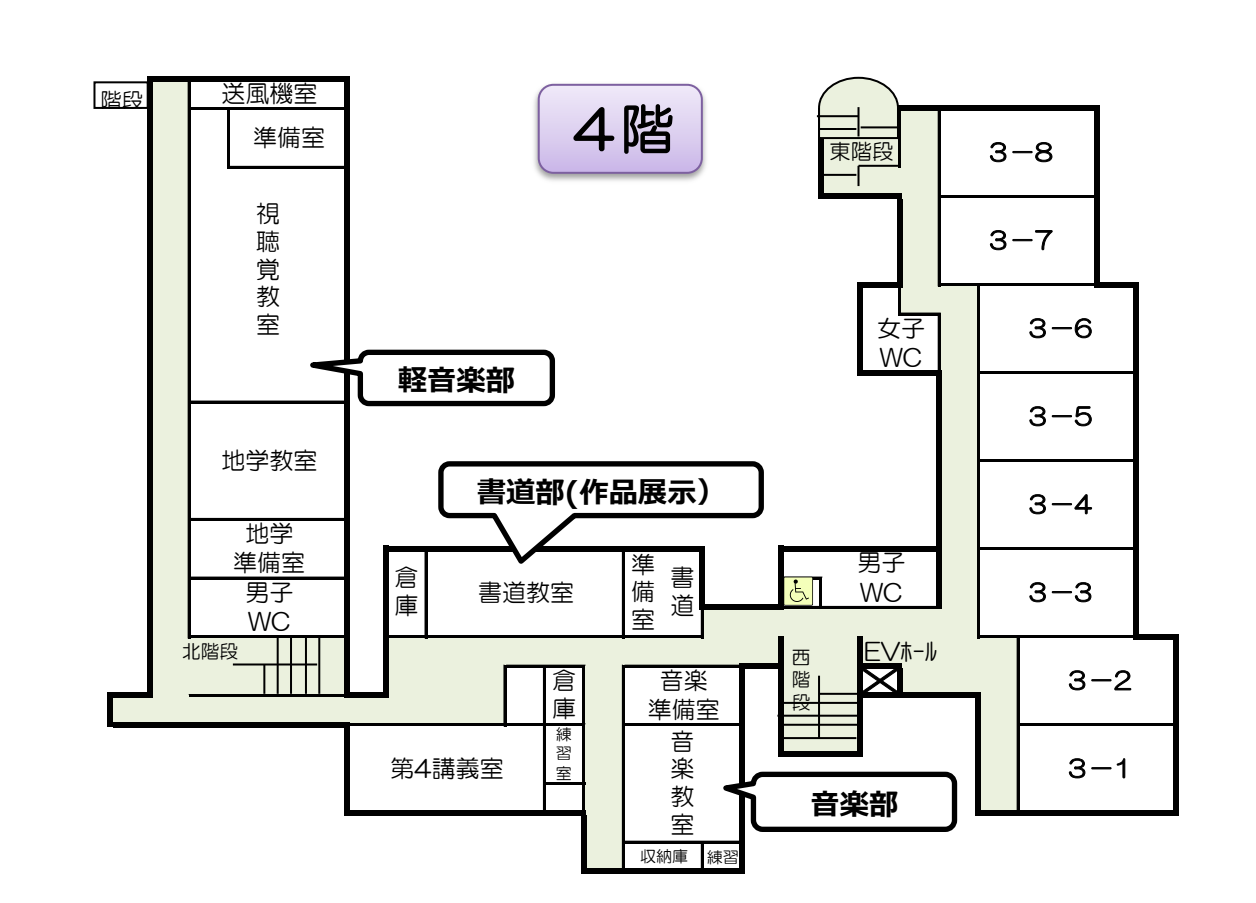 4階
階段
送風機室
準備室
視聴覚教室
軽音楽部
地学教室
地学
準備室
男子
WC
北階段
書道部(作品展示)
倉庫
書道教室
書道
準備室
倉庫
練習室
第4講義室
音楽
準備室
音楽教室
収納庫
練習
音楽部
西階段
EVホール
男子
WC
女子
WC
東階段
3-8
3-7
3-6
3-5
3-4
3-3
3-2
3-1